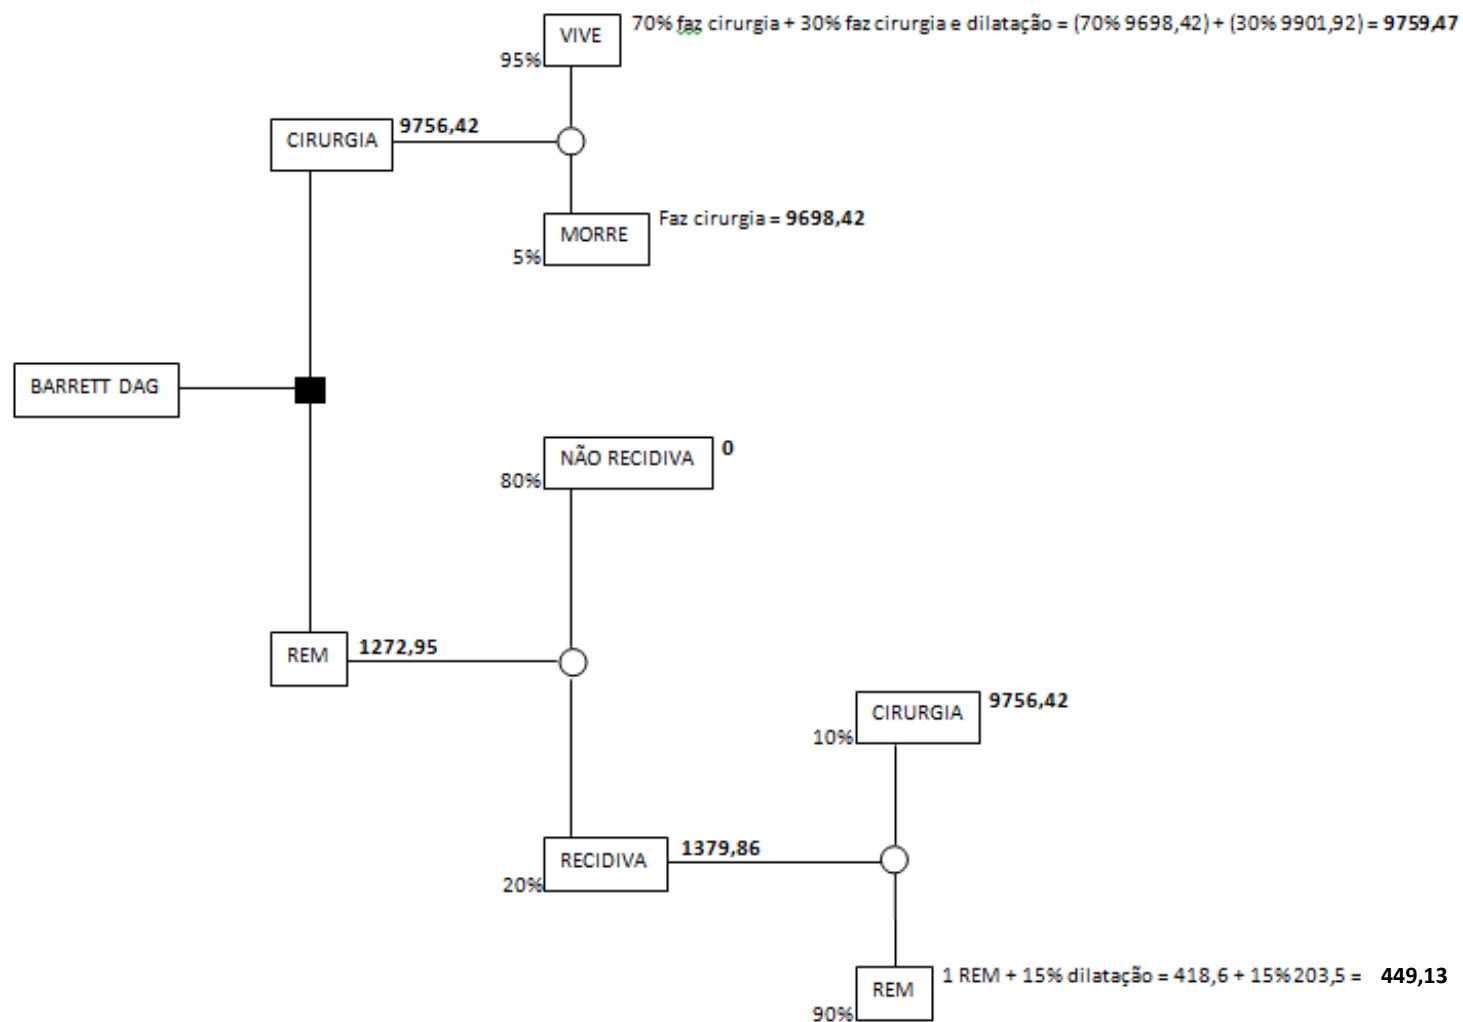 VIVE
70% faz cirurgia + 30% faz cirurgia e dilatação = (70% 9698,42) + (30% 9901,92) = 9759,47
95%
CIRURGIA
9756,42
MORRE
Faz cirurgia = 9698,42
5%
BARRETT DAG
NÃO RECIDIVA
0
80%
REM
1272,95
CIRURGIA
9756,42
10%
RECIDIVA
1379,86
20%
REM
1 REM + 15% dilatação = 418,6 + 15%203,5 = 449,13
90%